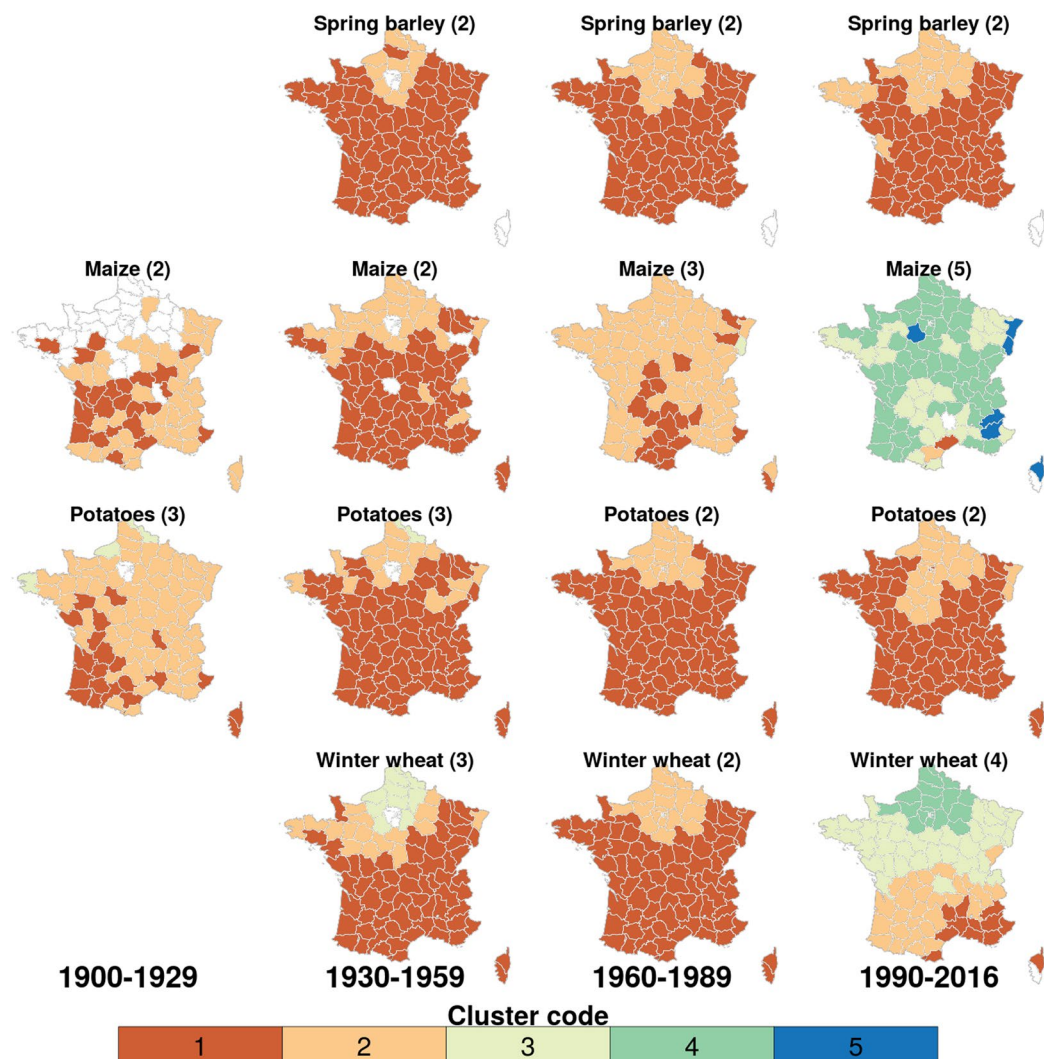 Spring barley (2) Spring barley (2) Spring barley (2)
Maize (2) Maize (2) Maize (3) Maize (5)
Potatoes (3) Potatoes (3) Potatoes (2) Potatoes (2)
Winter wheat (3) Winter wheat (2) Winter wheat (4)
1900-1929 1930-1959 1960-1989 1990-2016
Cluster code
1 2 3 4 5